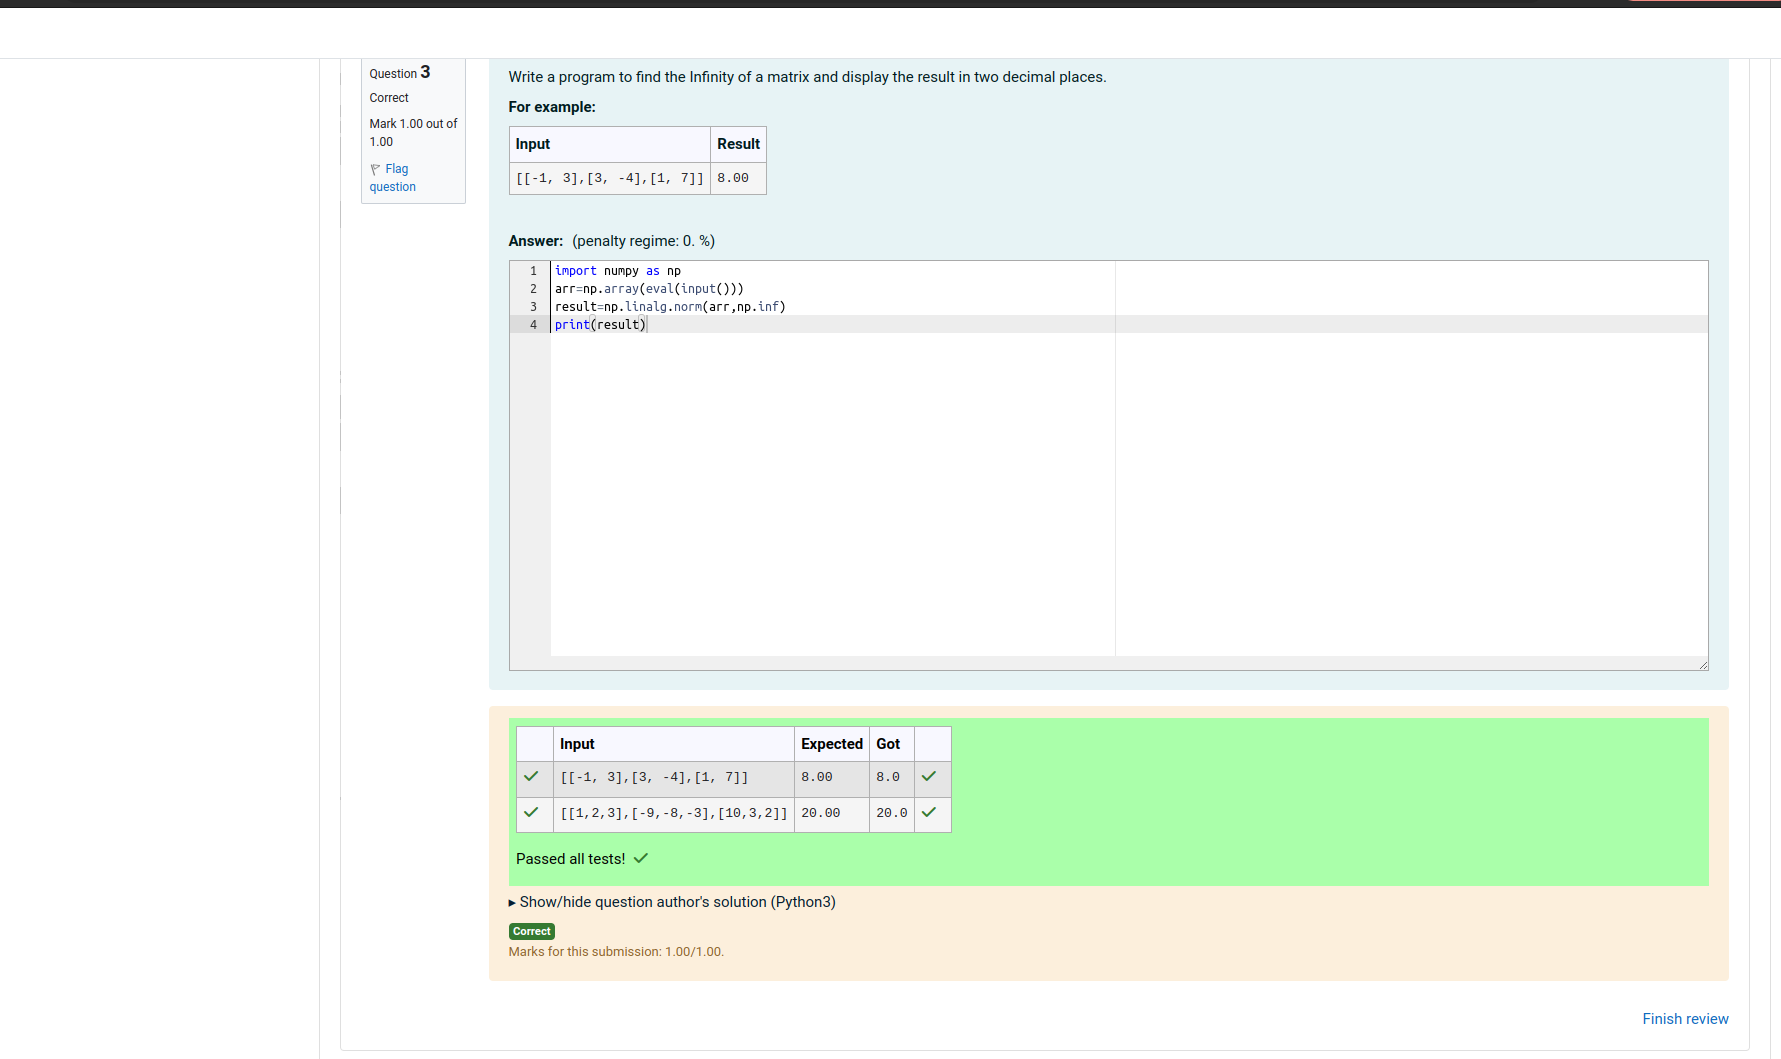 Question 3
Correct
Mark 1.00 out of
1.00
Flag
question
Write a program to find the Infinity of a matrix and display the result in two decimal places.
For example:
Input Result
[[-1, 3],[3, -4],[1, 7]] 8.00
Answer: (penalty regime: 0. %)
1 import numpy as np
2 arr=np.array(eval(input()))
3 result=np.linalg.norm(arr,np.inf)
4 print(result)
Input Expected Got
[[-1, 3],[3, -4],[1, 7]] 8.00 8.0
[[1,2,3],[-9,-8,-3],[10,3,2]] 20.00 20.0
Passed all tests!
Show/hide question author's solution (Python3)
Correct
Marks for this submission: 1.00/1.00.
Finish review